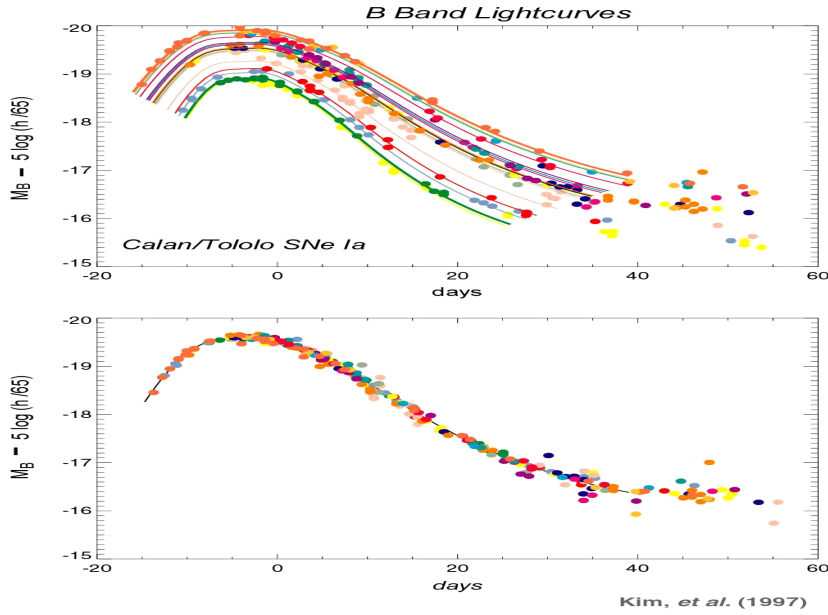 B Band Lightcurves
-20
-19
-18
-17
-16
-15
M_B – 5 log (h /65)
Calan/Tololo SNe Ia
-20 0 20 40 60
days
-20
-19
-18
-17
-16
-15
M_B – 5 log (h /65)
-20 0 20 40 60
days
Kim, et al. (1997)